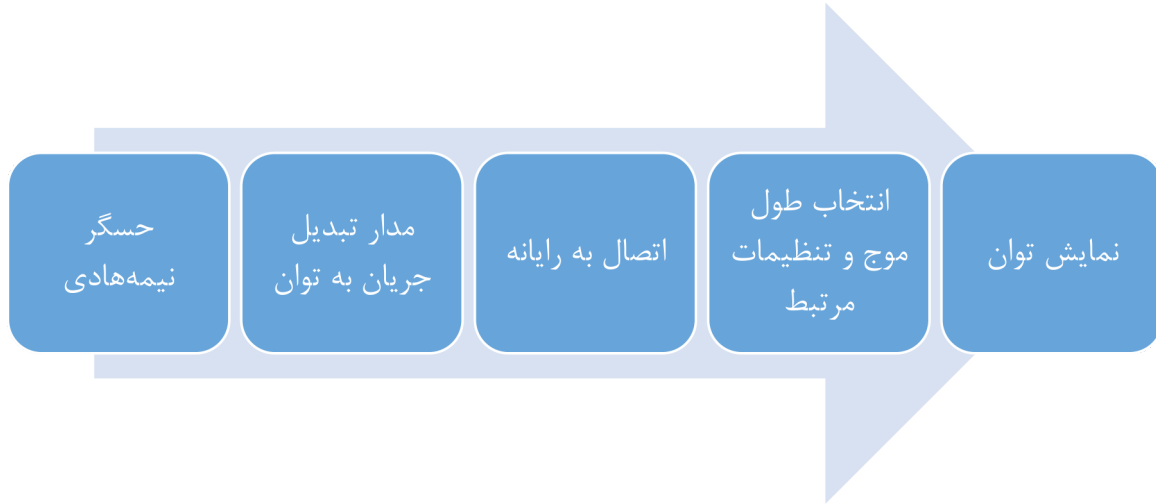 حسگر
نیمه‌هادی
مدار تبدیل
جریان به توان
اتصال به رایانه
انتخاب طول
موج و تنظیمات
مرتبط
نمایش توان